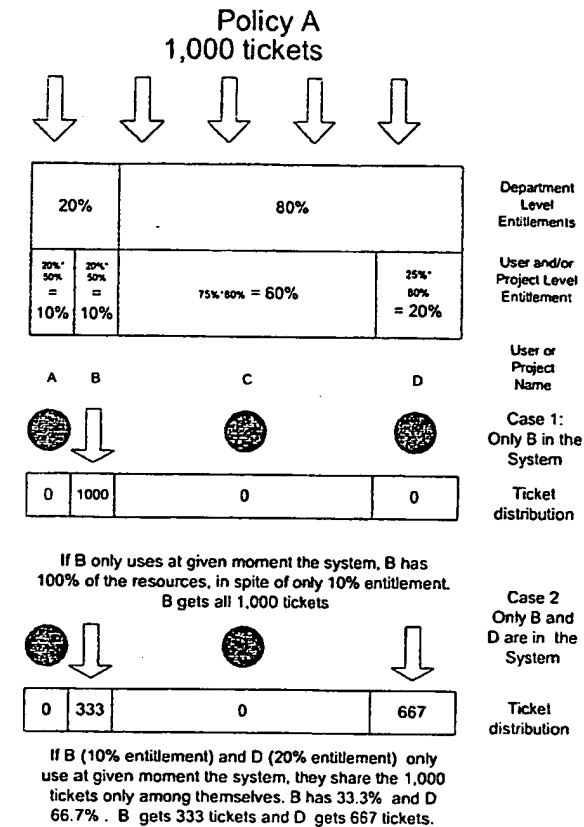 Policy A
1,000 tickets
20%
80%
Department
Level
Entitlements
20%*
50%
=
10%
20%*
50%
=
10%
75%*80% = 60%
25%*
80%
= 20%
User and/or
Project Level
Entitlement
User or
Project
Name
A
B
C
D
Case 1:
Only B in the
System
0
1000
0
0
Ticket
distribution
If B only uses at given moment the system, B has
100% of the resources, in spite of only 10% entitlement.
B gets all 1,000 tickets
Case 2
Only B and
D are in the
System
0
333
0
667
Ticket
distribution
If B (10% entitlement) and D (20% entitlement) only
use at given moment the system, they share the 1,000
tickets only among themselves. B has 33.3% and D
66.7% . B gets 333 tickets and D gets 667 tickets.